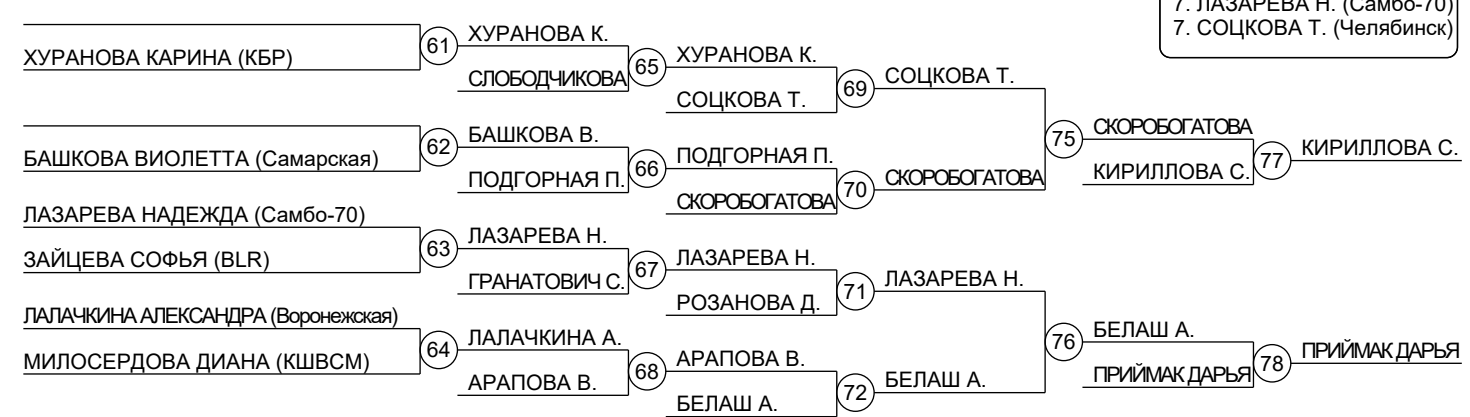 7. ЛАЗАРЕВА Н. (Самбо-70)
7. СОЦКОВА Т. (Челябинск)
ХУРАНОВА КАРИНА (КБР)
61
ХУРАНОВА К.
СЛОБОДЧИКОВА
65
ХУРАНОВА К.
СОЦКОВА Т.
69
СОЦКОВА Т.
БАШКОВА ВИОЛЕТТА (Самарская)
62
БАШКОВА В.
ПОДГОРНАЯ П.
66
ПОДГОРНАЯ П.
СКОРОБОГАТОВА
70
СКОРОБОГАТОВА
75
СКОРОБОГАТОВА
КИРИЛЛОВА С.
77
КИРИЛЛОВА С.
ЛАЗАРЕВА НАДЕЖДА (Самбо-70)
ЗАЙЦЕВА СОФЬЯ (BLR)
63
ЛАЗАРЕВА Н.
ГРАНАТОВИЧ С.
67
ЛАЗАРЕВА Н.
РОЗАНОВА Д.
71
ЛАЗАРЕВА Н.
ЛАЛАЧКИНА АЛЕКСАНДРА (Воронежская)
МИЛОСЕРДОВА ДИАНА (КШВСМ)
64
ЛАЛАЧКИНА А.
АРАПОВА В.
68
АРАПОВА В.
БЕЛАШ А.
72
БЕЛАШ А.
76
БЕЛАШ А.
ПРИЙМАК ДАРЬЯ
78
ПРИЙМАК ДАРЬЯ